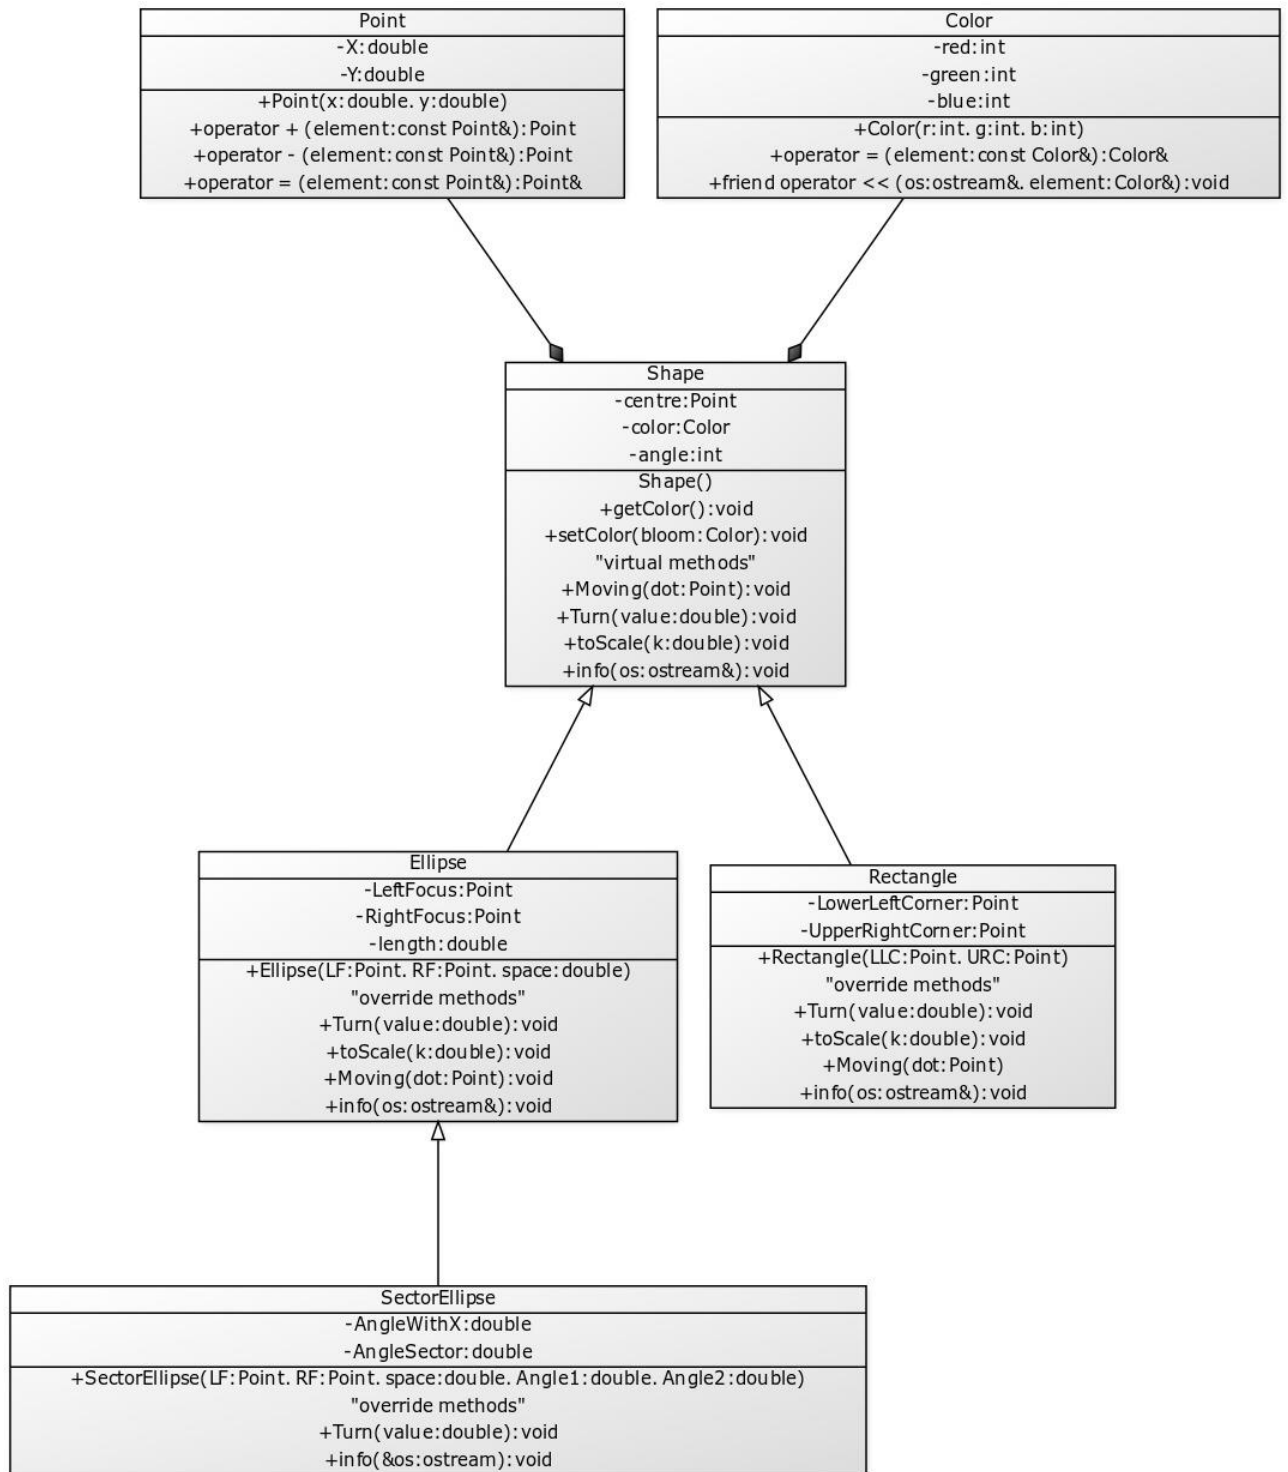 Point
-X:double
-Y:double
+Point(x:double. y:double)
+operator + (element:const Point&):Point
+operator - (element:const Point&):Point
+operator = (element:const Point&):Point&
Color
-red:int
-green:int
-blue:int
+Color(r:int. g:int. b:int)
+operator = (element:const Color&):Color&
+friend operator << (os:ostream&. element:Color&):void
Shape
-centre:Point
-color:Color
-angle:int
Shape()
+getColor():void
+setColor(bloom:Color):void
"virtual methods"
+Moving(dot:Point):void
+Turn(value:double):void
+toScale(k:double):void
+info(os:ostream&):void
Ellipse
-LeftFocus:Point
-RightFocus:Point
-length:double
+Ellipse(LF:Point. RF:Point. space:double)
"override methods"
+Turn(value:double):void
+toScale(k:double):void
+Moving(dot:Point):void
+info(os:ostream&):void
Rectangle
-LowerLeftCorner:Point
-UpperRightCorner:Point
+Rectangle(LLC:Point. URC:Point)
"override methods"
+Turn(value:double):void
+toScale(k:double):void
+Moving(dot:Point)
+info(os:ostream&):void
SectorEllipse
-AngleWithX:double
-AngleSector:double
+SectorEllipse(LF:Point. RF:Point. space:double. Angle1:double. Angle2:double)
"override methods"
+Turn(value:double):void
+info(&os:ostream):void